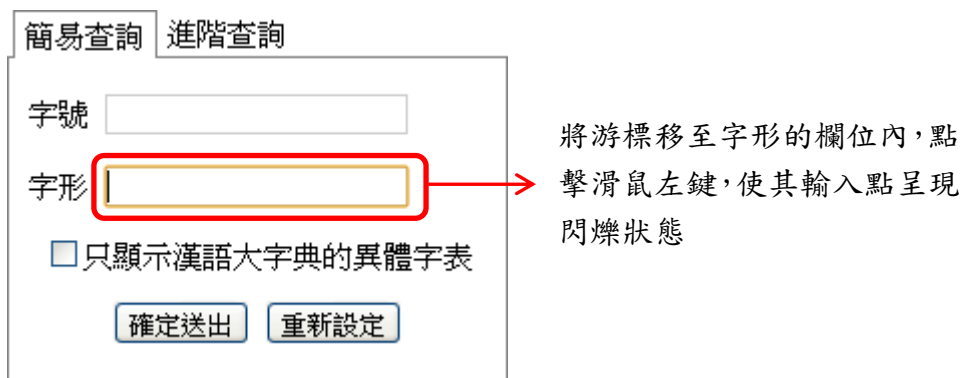 簡易查詢 進階查詢
字號
字形
只顯示漢語大字典的異體字表
確定送出 重新設定
將游標移至字形的欄位內，點
擊滑鼠左鍵，使其輸入點呈現
閃爍狀態